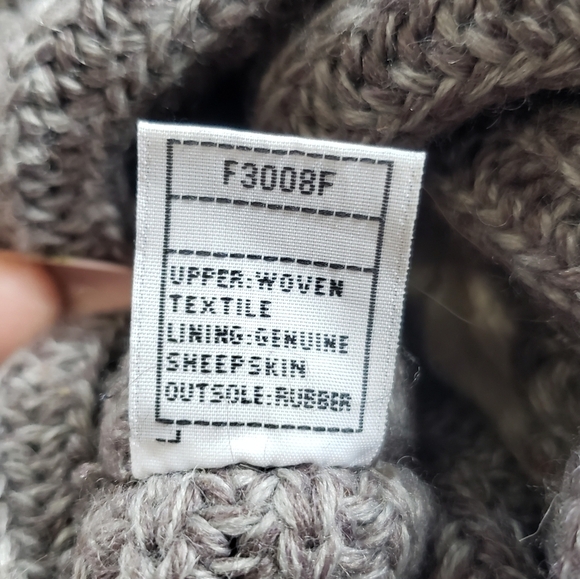 F3008F
UPPER:WOVEN
TEXTILE
LINING:GENUINE
SHEEPSKIN
OUTSOLE:RUBBER